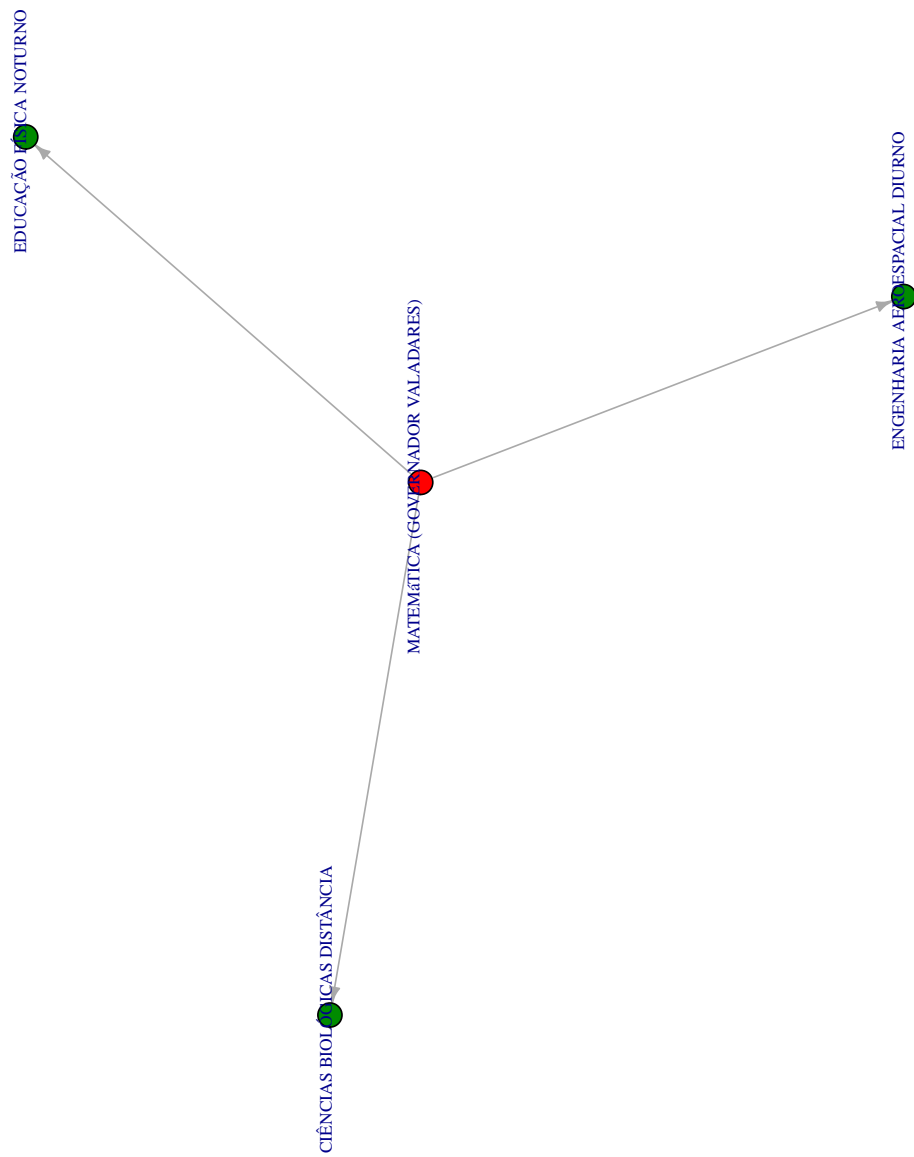 EDUCAÇÃO FÍSICA NOTURNO
ENGENHARIA AEROESPACIAL DIURNO
MATEMáTICA (GOVERNADOR VALADARES)
CIÊNCIAS BIOLÓGICAS DISTÂNCIA